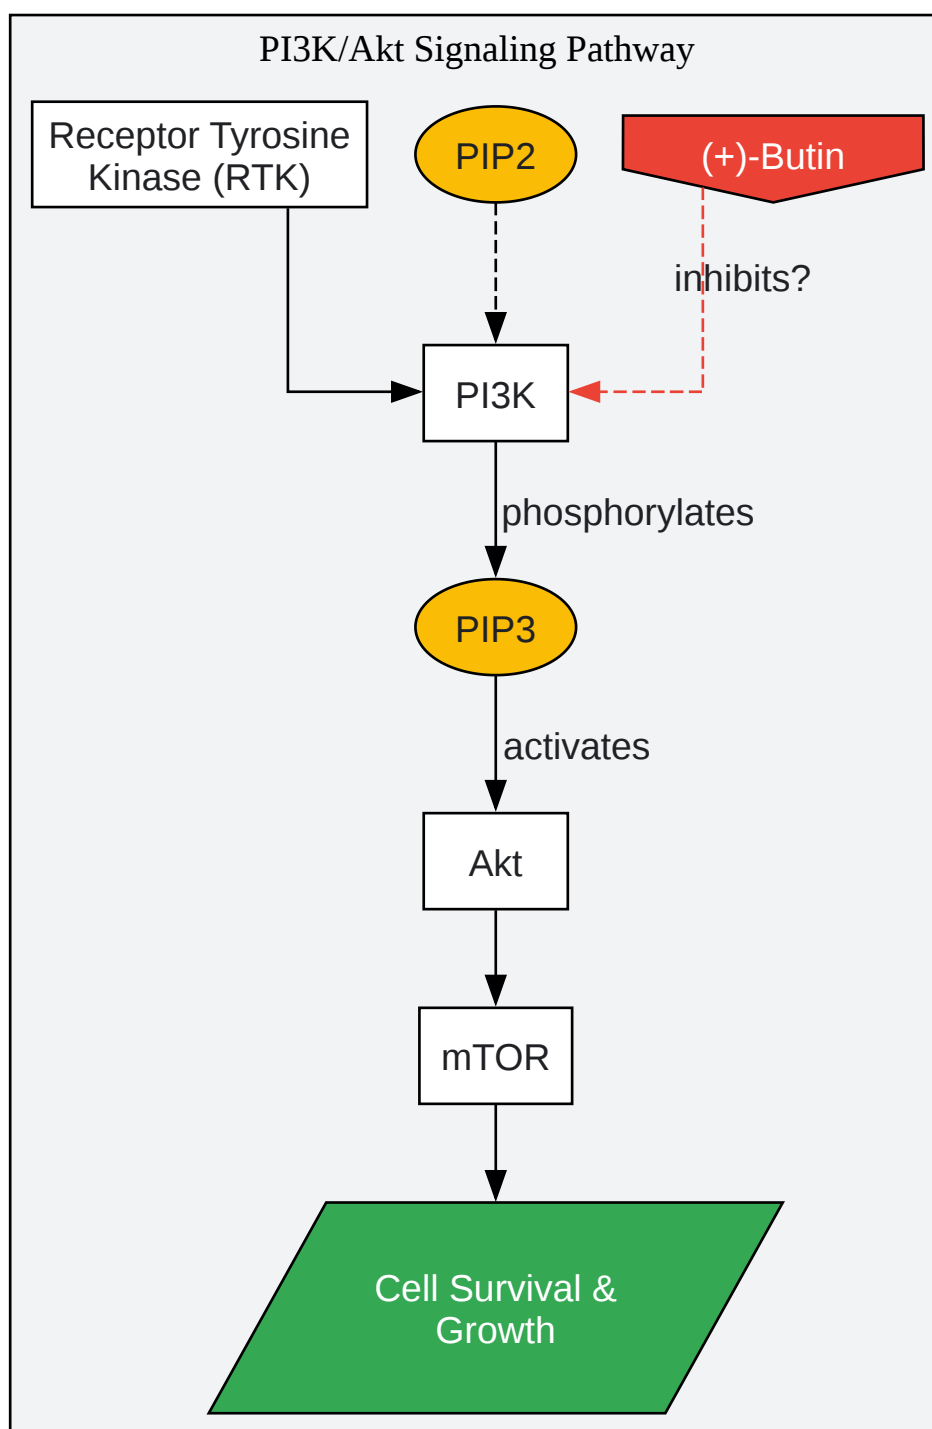 PI3K/Akt Signaling Pathway
Receptor Tyrosine
Kinase (RTK)
PIP2
(+)-Butin
inhibits?
PI3K
phosphorylates
PIP3
activates
Akt
mTOR
Cell Survival &
Growth